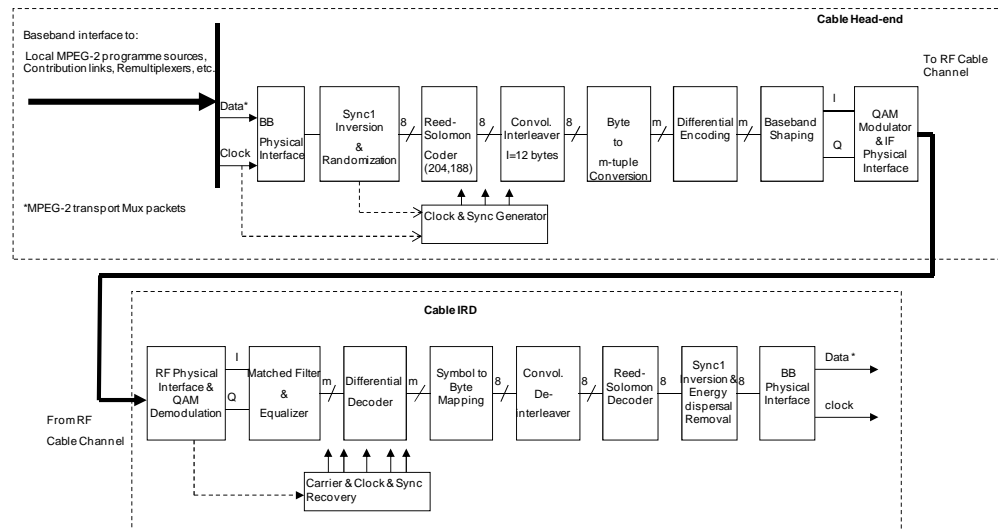 Cable Head-end
Baseband interface to:
Local MPEG-2 programme sources,
Contribution links, Remultiplexers, etc.
To RF Cable
Channel
Data*
Clock
BB
Physical
Interface
Sync1
Inversion
&
Randomization
8
Reed-
Solomon
Coder
(204,188)
8
Convol.
Interleaver
I=12 bytes
8
Byte
to
m-tuple
Conversion
m
Differential
Encoding
m
Baseband
Shaping
I
Q
QAM
Modulator
& IF
Physical
Interface
*MPEG-2 transport Mux packets
Clock & Sync Generator
Cable IRD
From RF
Cable Channel
RF Physical
Interface &
QAM
Demodulation
I
Q
Matched Filter
&
Equalizer
m
Differential
Decoder
m
Symbol to
Byte
Mapping
8
Convol.
De-
interleaver
8
Reed-
Solomon
Decoder
8
Sync1
Inversion &
Energy
dispersal
Removal
8
BB
Physical
Interface
Data *
clock
Carrier & Clock & Sync
Recovery